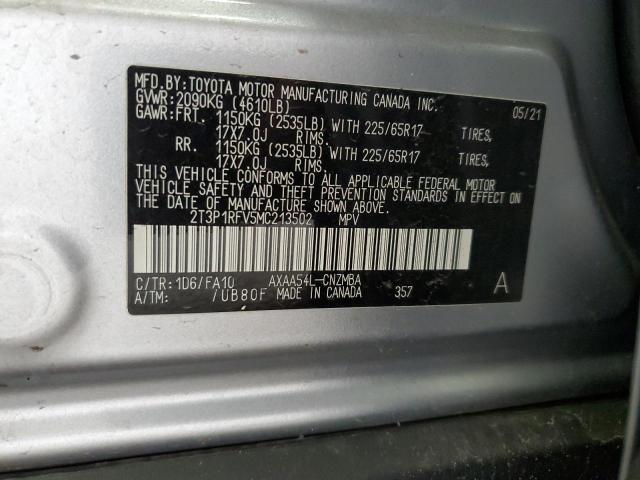 MFD.BY:TOYOTA MOTOR MANUFACTURING CANADA INC. 05/21
GVWR:2090KG (4610LB)
GAWR:FRT. 1150KG (2535LB) WITH 225/65R17 TIRES,
17X7.0J RIMS.
RR. 1150KG (2535LB) WITH 225/65R17 TIRES,
17X7.0J RIMS.
THIS VEHICLE CONFORMS TO ALL APPLICABLE FEDERAL MOTOR
VEHICLE SAFETY AND THEFT PREVENTION STANDARDS IN EFFECT ON
THE DATE OF MANUFACTURE SHOWN ABOVE.
2T3P1RFV5MC213502 MPV
C/TR:1D6/FA10 AXAA54L-CNZMBA
A/TM: /UB80F MADE IN CANADA 357 A